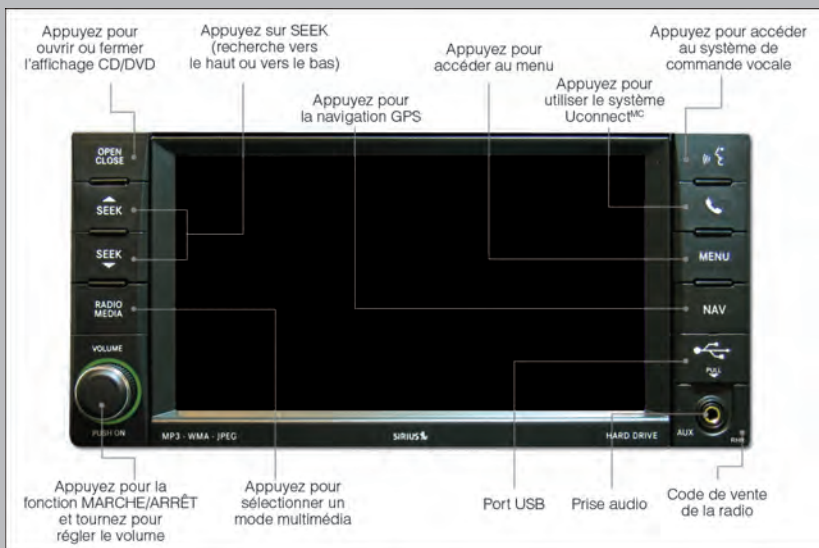 Appuyez pour
ouvrir ou fermer
l'affichage CD/DVD
Appuyez sur SEEK
(recherche vers
le haut ou vers le bas)
Appuyez pour
la navigation GPS
Appuyez pour
accéder au menu
Appuyez pour
utiliser le système
Uconnectᴹᶜ
Appuyez pour accéder
au système de
commande vocale
OPEN
CLOSE
SEEK
SEEK
RADIO
MEDIA
VOLUME
PUSH ON
MP3 · WMA · JPEG
SIRIUS
HARD DRIVE
MENU
NAV
PULL
AUX
Appuyez pour la
fonction MARCHE/ARRÊT
et tournez pour
régler le volume
Appuyez pour
sélectionner un
mode multimédia
Port USB
Prise audio
Code de vente
de la radio